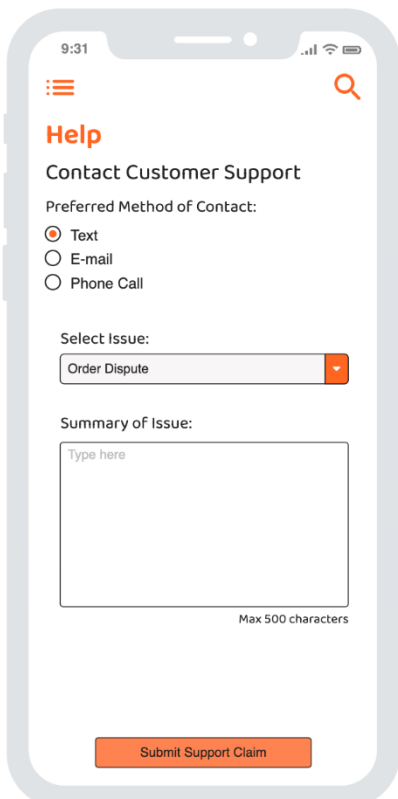 9:31
Help
Contact Customer Support
Preferred Method of Contact:
Text
E-mail
Phone Call
Select Issue:
Order Dispute
Summary of Issue:
Type here
Max 500 characters
Submit Support Claim